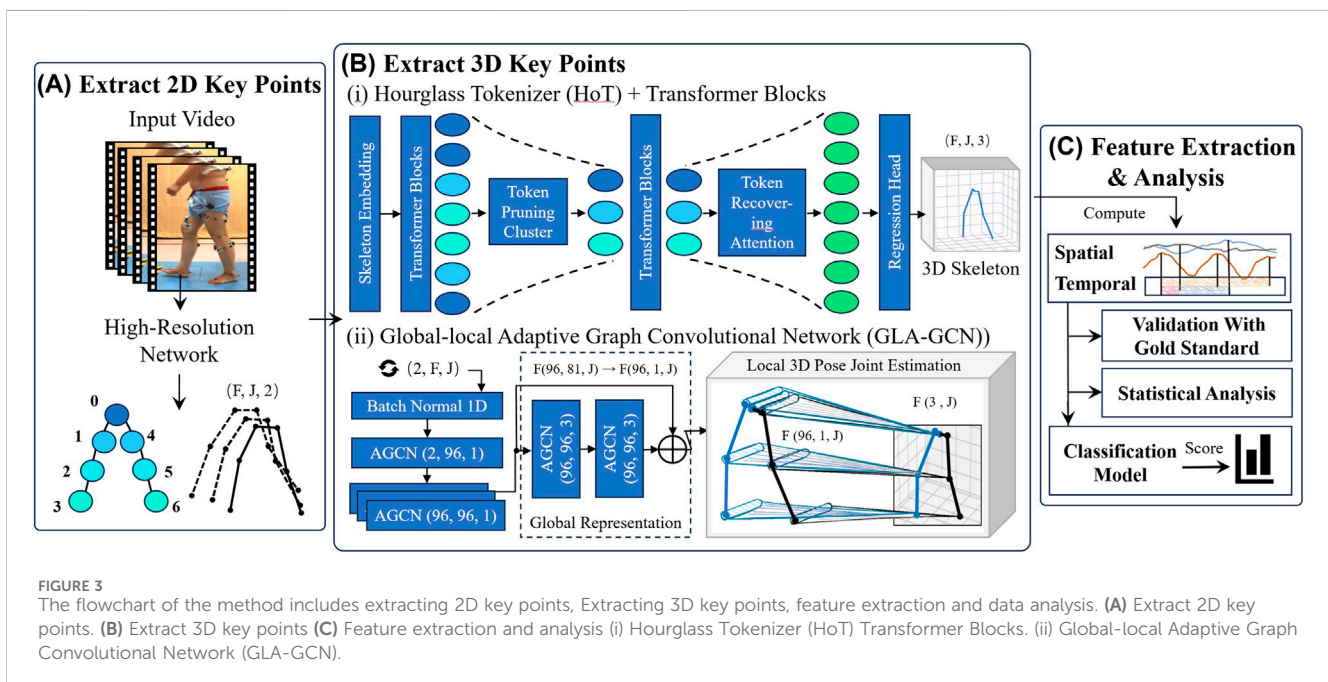 (A) Extract 2D Key Points
Input Video
High-Resolution
Network
(F, J, 2)
0
1
4
2
5
3
6
(B) Extract 3D Key Points
(i) Hourglass Tokenizer (HoT) + Transformer Blocks
Skeleton Embedding
Transformer Blocks
Token
Pruning
Cluster
Transformer Blocks
Token
Recover-
ing
Attention
Regression Head
(F, J, 3)
3D Skeleton
(ii) Global-local Adaptive Graph Convolutional Network (GLA-GCN))
(2, F, J)
Batch Normal 1D
AGCN (2, 96, 1)
AGCN (96, 96, 1)
F(96, 81, J) → F(96, 1, J)
AGCN
(96, 96, 3)
AGCN
(96, 96, 3)
Global Representation
Local 3D Pose Joint Estimation
F (3 , J)
F (96, 1, J)
(C) Feature Extraction
& Analysis
Compute
Spatial
Temporal
Validation With
Gold Standard
Statistical Analysis
Classification
Model
Score
FIGURE 3
The flowchart of the method includes extracting 2D key points, Extracting 3D key points, feature extraction and data analysis. (A) Extract 2D key
points. (B) Extract 3D key points (C) Feature extraction and analysis (i) Hourglass Tokenizer (HoT) Transformer Blocks. (ii) Global-local Adaptive Graph
Convolutional Network (GLA-GCN).